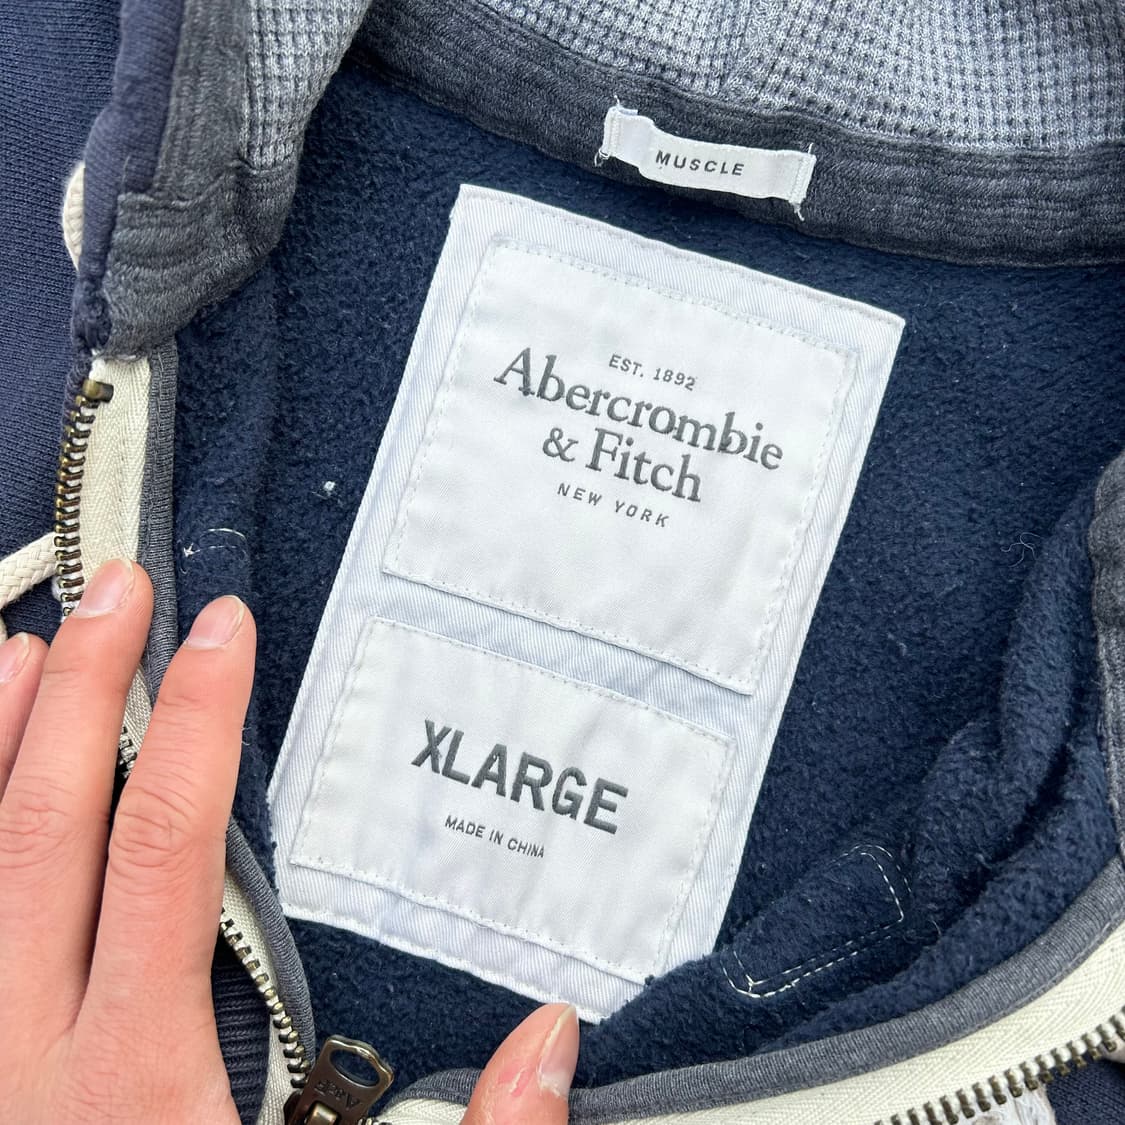 MUSCLE
EST. 1892
Abercrombie
& Fitch
NEW YORK
XLARGE
MADE IN CHINA
A&F